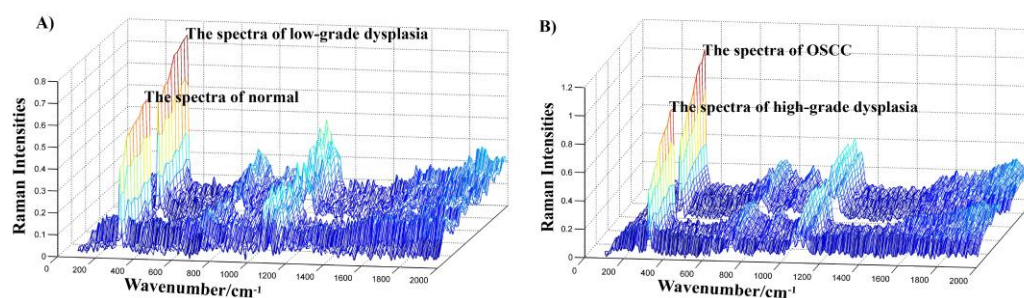 A)
The spectra of low-grade dysplasia
The spectra of normal
Raman Intensities
0.8
0.7
0.6
0.5
0.4
0.3
0.2
0.1
0
0 200 400 600 800 1000 1200 1400 1600 1800 2000
Wavenumber/cm⁻¹
B)
The spectra of OSCC
The spectra of high-grade dysplasia
Raman Intensities
1.2
1
0.8
0.6
0.4
0.2
0
0 200 400 600 800 1000 1200 1400 1600 1800 2000
Wavenumber/cm⁻¹